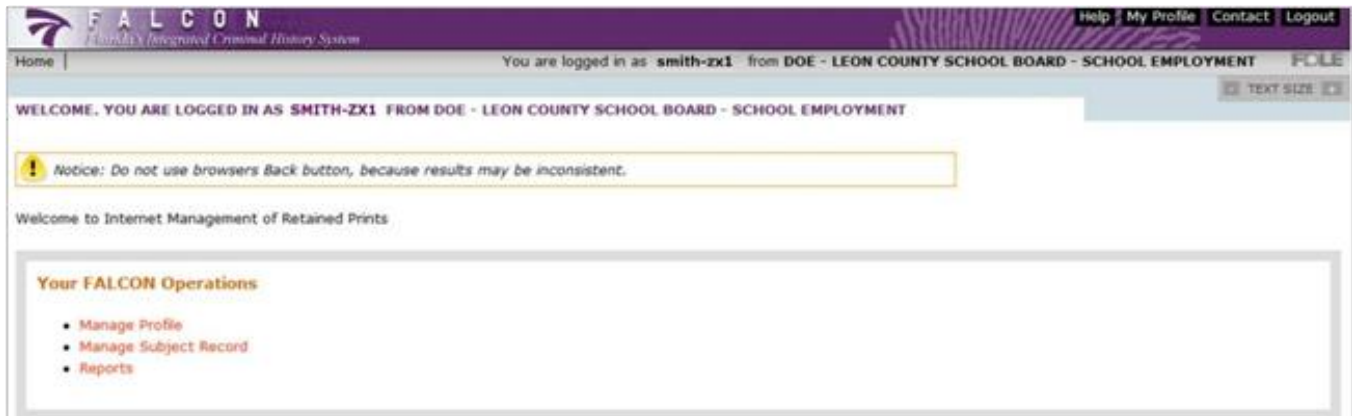 FALCON
Florida's Integrated Criminal History System
Help My Profile Contact Logout
Home | You are logged in as smith-zx1 from DOE - LEON COUNTY SCHOOL BOARD - SCHOOL EMPLOYMENT FDLE
TEXT SIZE
WELCOME. YOU ARE LOGGED IN AS SMITH-ZX1 FROM DOE - LEON COUNTY SCHOOL BOARD - SCHOOL EMPLOYMENT
! Notice: Do not use browsers Back button, because results may be inconsistent.
Welcome to Internet Management of Retained Prints
Your FALCON Operations
• Manage Profile
• Manage Subject Record
• Reports